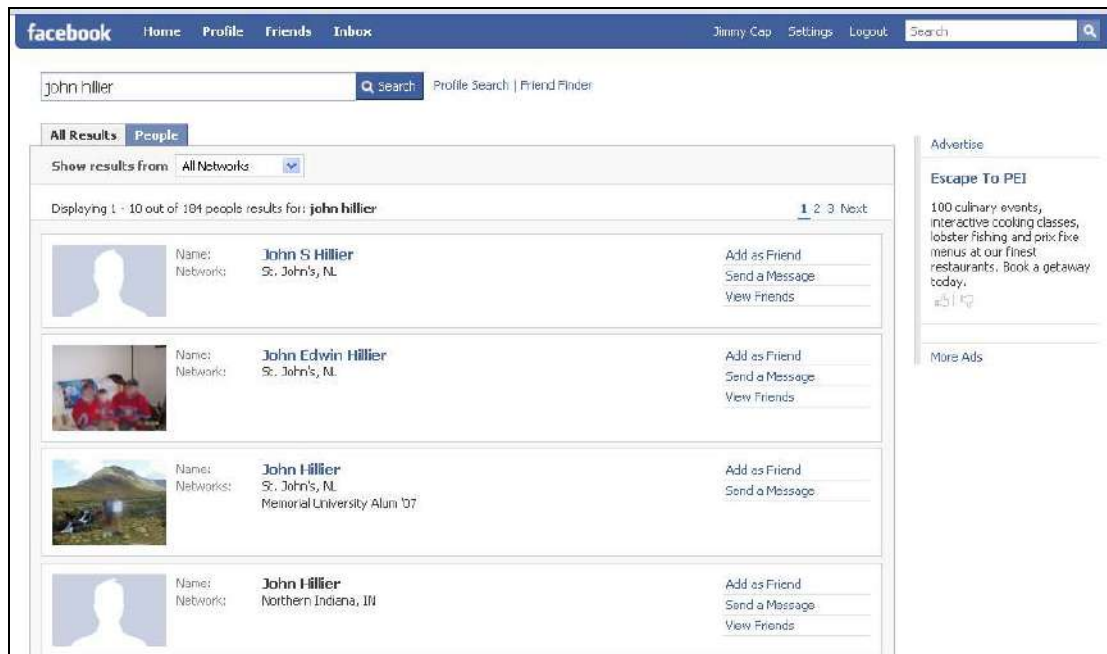 facebook Home Profile Friends Inbox Jimmy Cap Settings Logout Search
john hillier Search Profile Search | Friend Finder
All Results People
Show results from All Networks
Displaying 1 - 10 out of 184 people results for: john hillier 1 2 3 Next
Name: John S Hillier
Network: St. John's, NL
Add as Friend
Send a Message
View Friends
Name: John Edwin Hillier
Network: St. John's, NL
Add as Friend
Send a Message
View Friends
Name: John Hillier
Networks: St. John's, NL
Memorial University Alum '07
Add as Friend
Send a Message
Name: John Hillier
Network: Northern Indiana, IN
Add as Friend
Send a Message
View Friends
Advertise
Escape To PEI
100 culinary events,
interactive cooking classes,
lobster fishing and prix fixe
menus at our finest
restaurants. Book a getaway
today.
More Ads